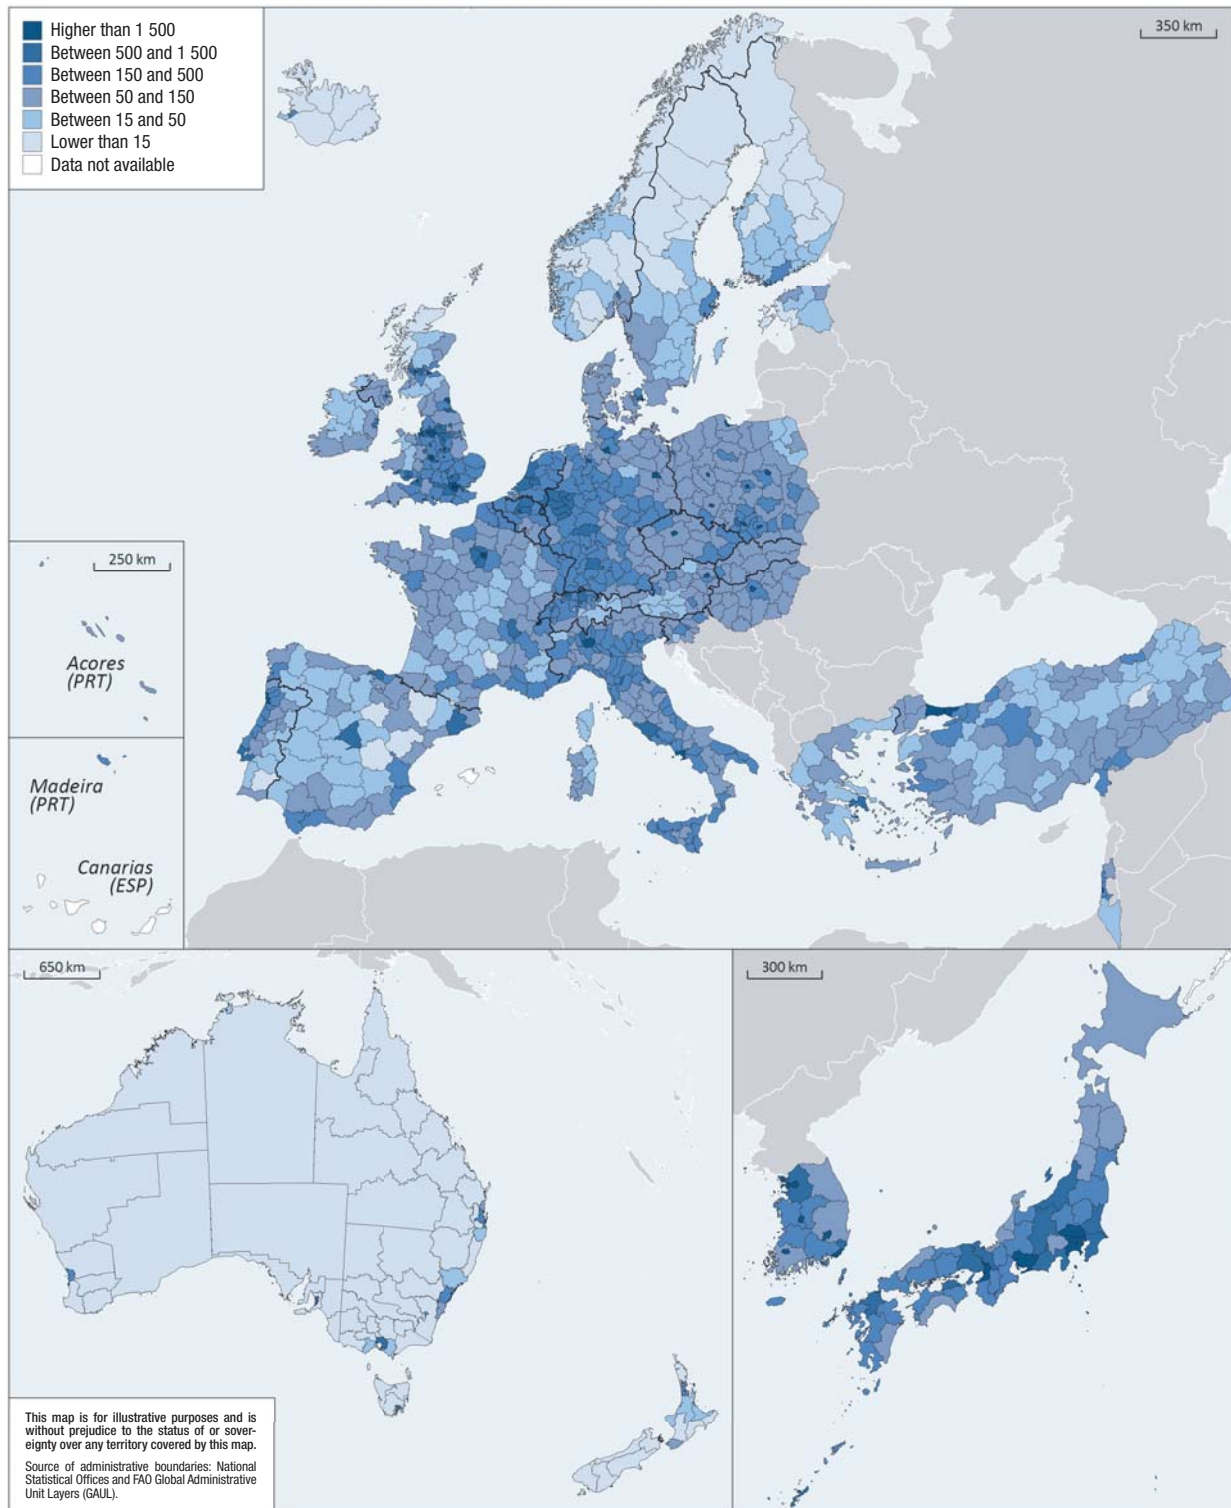 Higher than 1 500
Between 500 and 1 500
Between 150 and 500
Between 50 and 150
Between 15 and 50
Lower than 15
Data not available
350 km
250 km
Acores
(PRT)
Madeira
(PRT)
Canarias
(ESP)
650 km
300 km
This map is for illustrative purposes and is
without prejudice to the status of or sover-
eignty over any territory covered by this map.
Source of administrative boundaries: National
Statistical Offices and FAO Global Administrative
Unit Layers (GAUL).